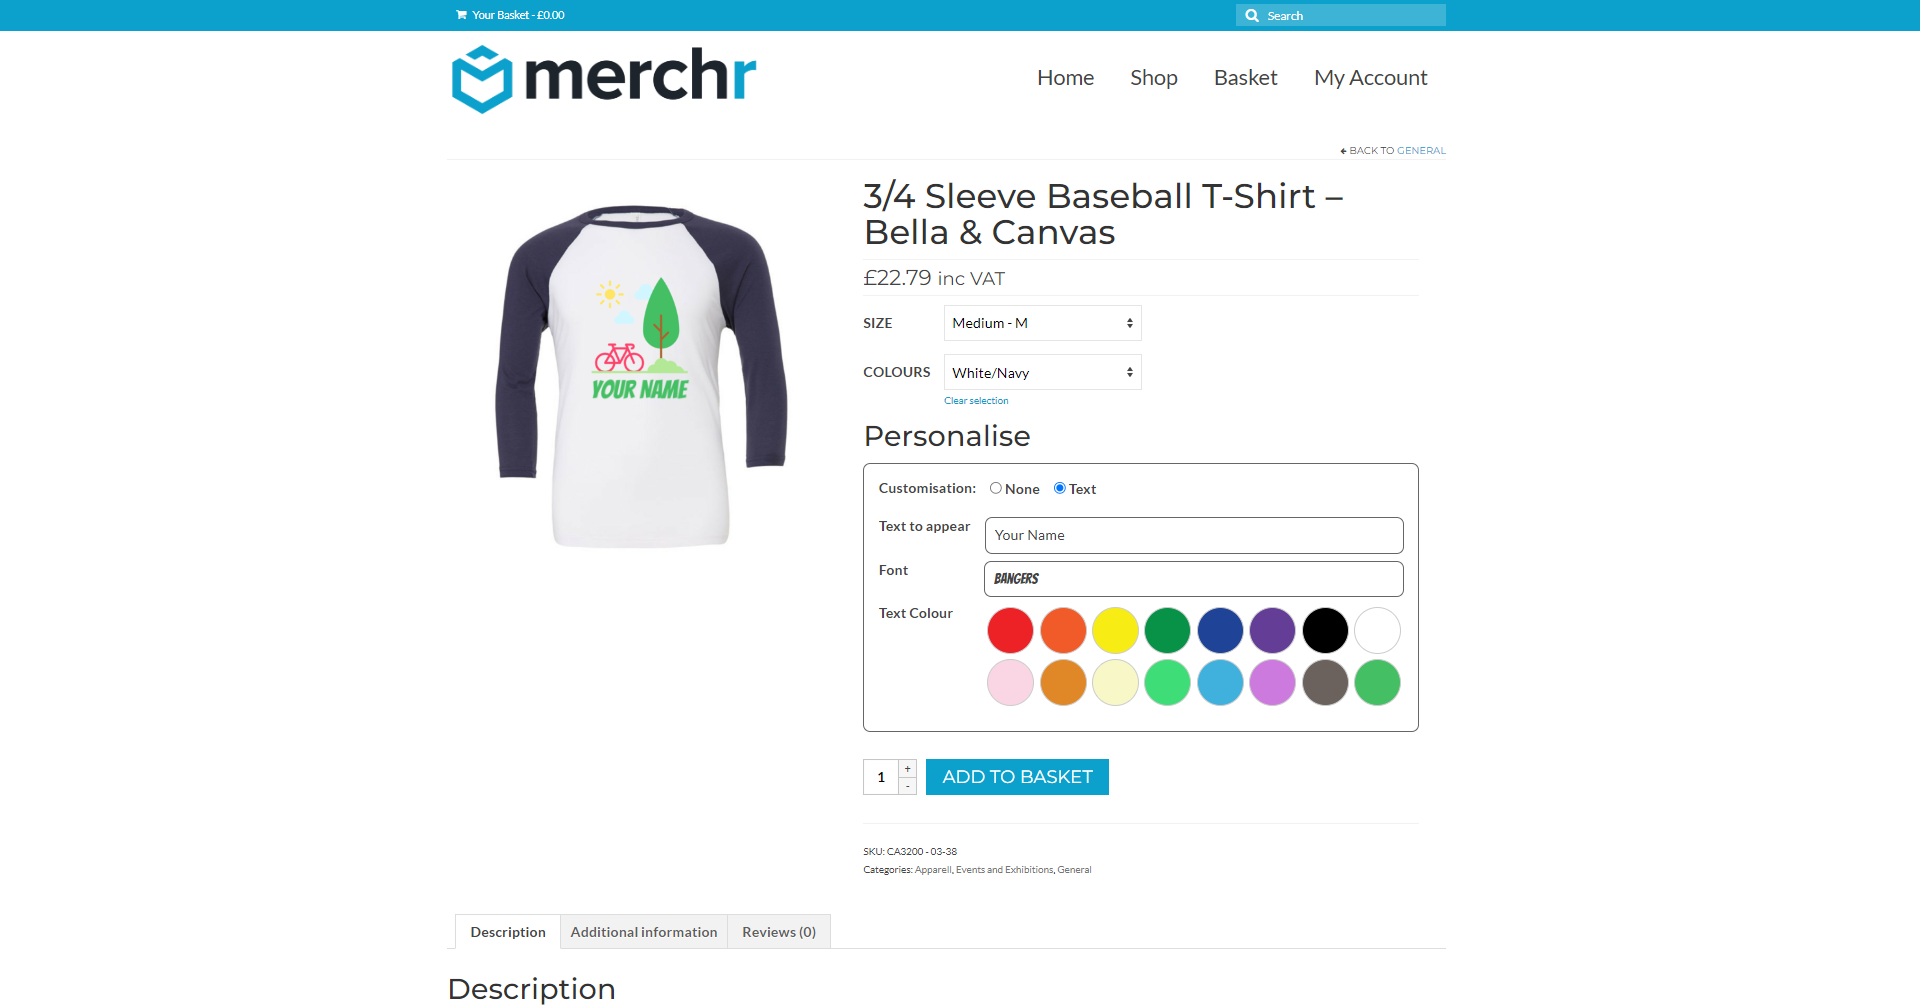 Your Basket - £0.00
Search
merchr
Home Shop Basket My Account
BACK TO GENERAL
3/4 Sleeve Baseball T-Shirt –
Bella & Canvas
£22.79 inc VAT
SIZE Medium - M
COLOURS White/Navy
Clear selection
YOUR NAME
Personalise
Customisation: None Text
Text to appear Your Name
Font BANGERS
Text Colour
1 + - ADD TO BASKET
SKU: CA3200 - 03-38
Categories: Apparell, Events and Exhibitions, General
Description Additional information Reviews (0)
Description